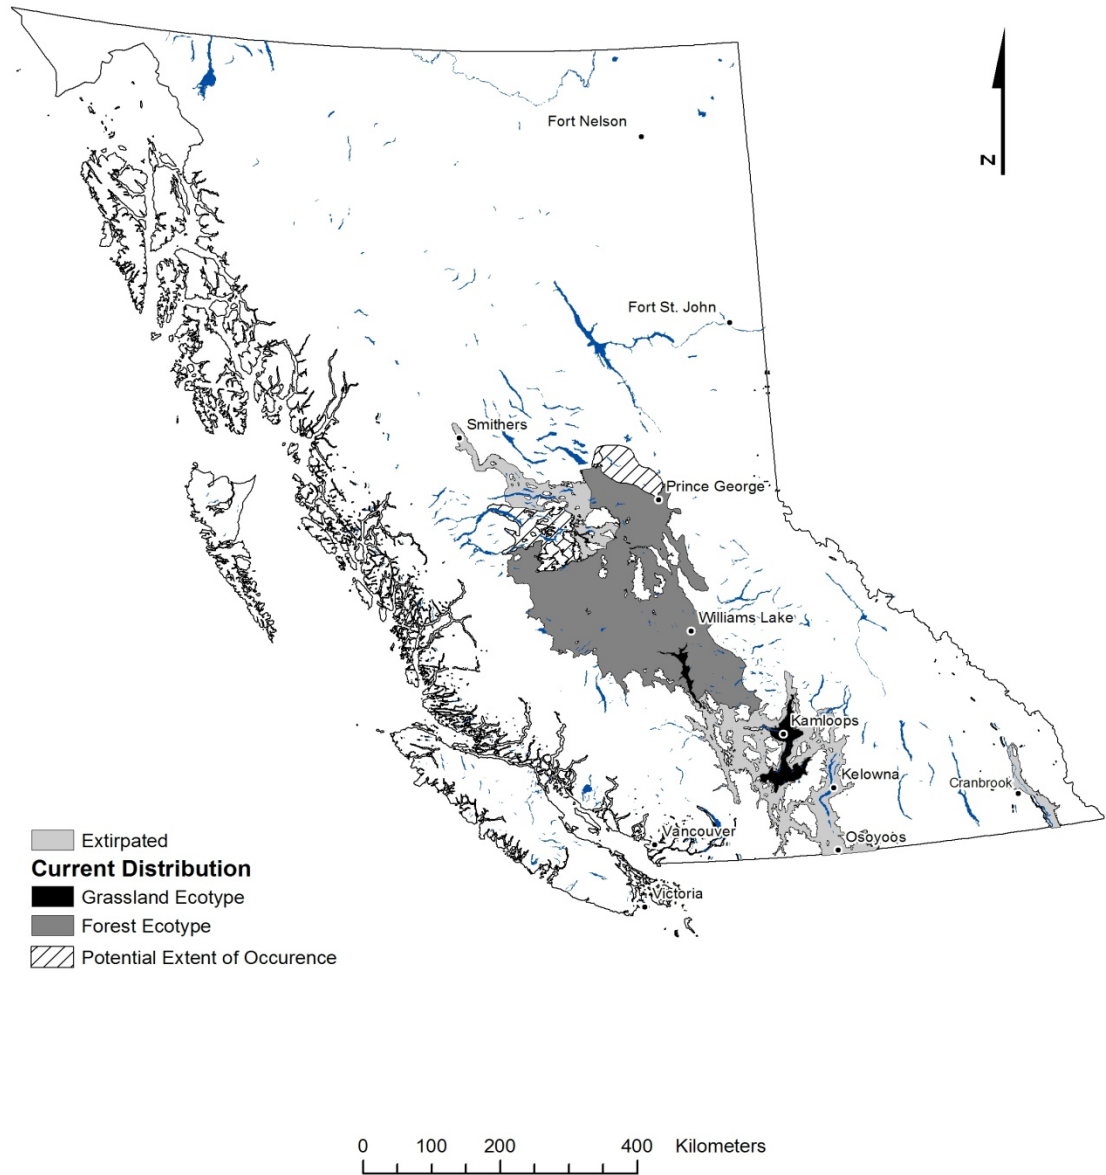 Fort Nelson
N
Fort St. John
Smithers
Prince George
Williams Lake
Kamloops
Kelowna
Cranbrook
Osoyoos
Vancouver
Victoria
Extirpated
Current Distribution
Grassland Ecotype
Forest Ecotype
Potential Extent of Occurence
0 100 200 400 Kilometers